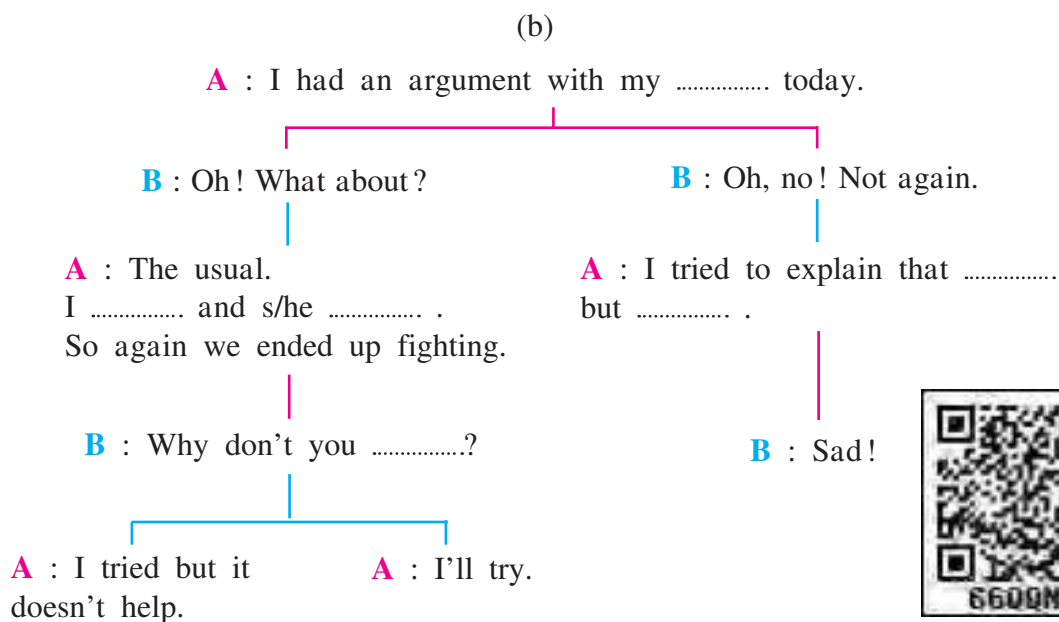 (b)
A : I had an argument with my ................ today.
B : Oh! What about?
B : Oh, no! Not again.
A : The usual.
I ................ and s/he ................ .
So again we ended up fighting.
A : I tried to explain that ................
but ................ .
B : Why don't you ................?
B : Sad!
A : I tried but it
doesn't help.
A : I'll try.